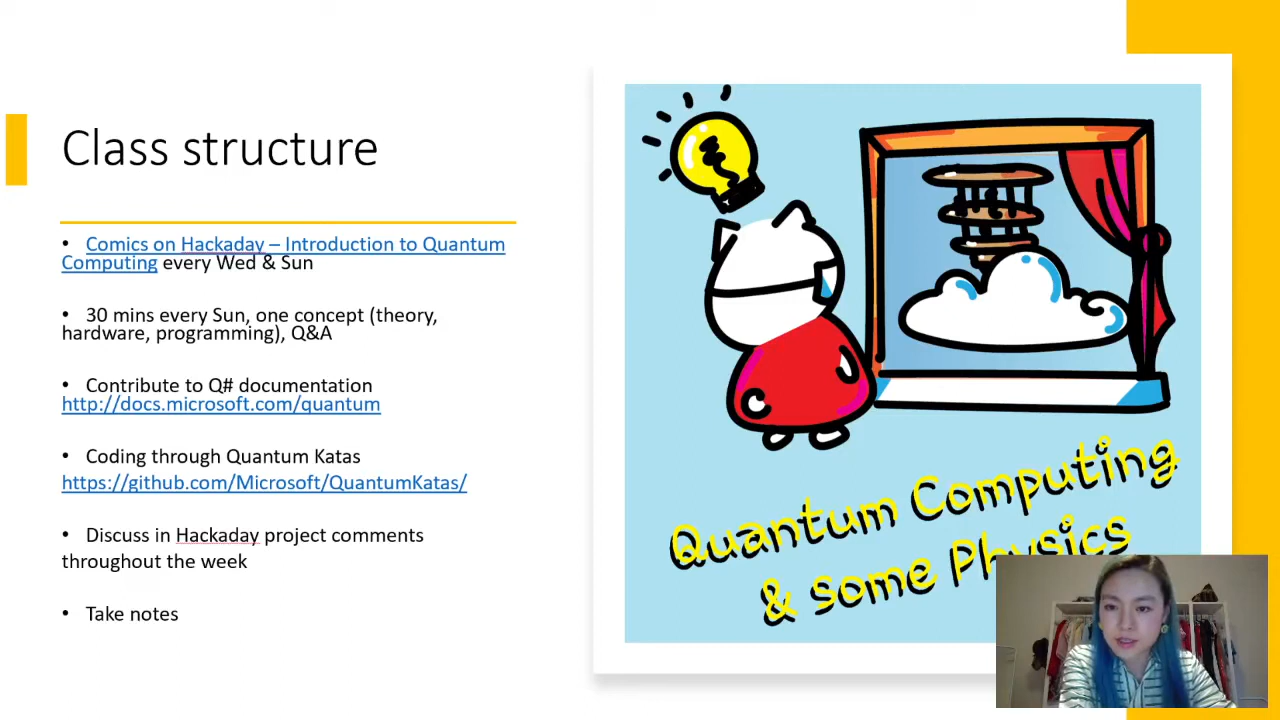 Class structure
• Comics on Hackaday – Introduction to Quantum
Computing every Wed & Sun
• 30 mins every Sun, one concept (theory,
hardware, programming), Q&A
• Contribute to Q# documentation
http://docs.microsoft.com/quantum
• Coding through Quantum Katas
https://github.com/Microsoft/QuantumKatas/
• Discuss in Hackaday project comments
throughout the week
• Take notes
Quantum Computing
& some Physics